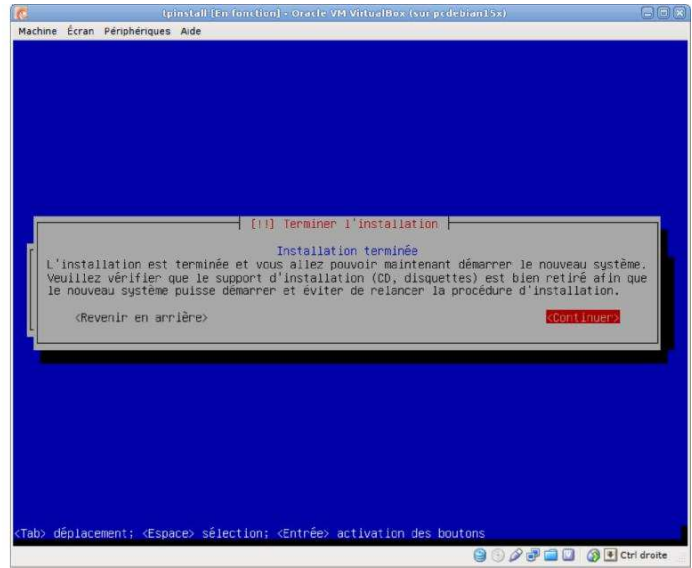 tpinstall [En fonction] - Oracle VM VirtualBox (sur pcdebian15x)
Machine Écran Périphériques Aide
[!!] Terminer l'installation
Installation terminée
L'installation est terminée et vous allez pouvoir maintenant démarrer le nouveau système.
Veuillez vérifier que le support d'installation (CD, disquettes) est bien retiré afin que
le nouveau système puisse démarrer et éviter de relancer la procédure d'installation.
<Revenir en arrière> <Continuer>
<Tab> déplacement; <Espace> sélection; <Entrée> activation des boutons
Ctrl droite